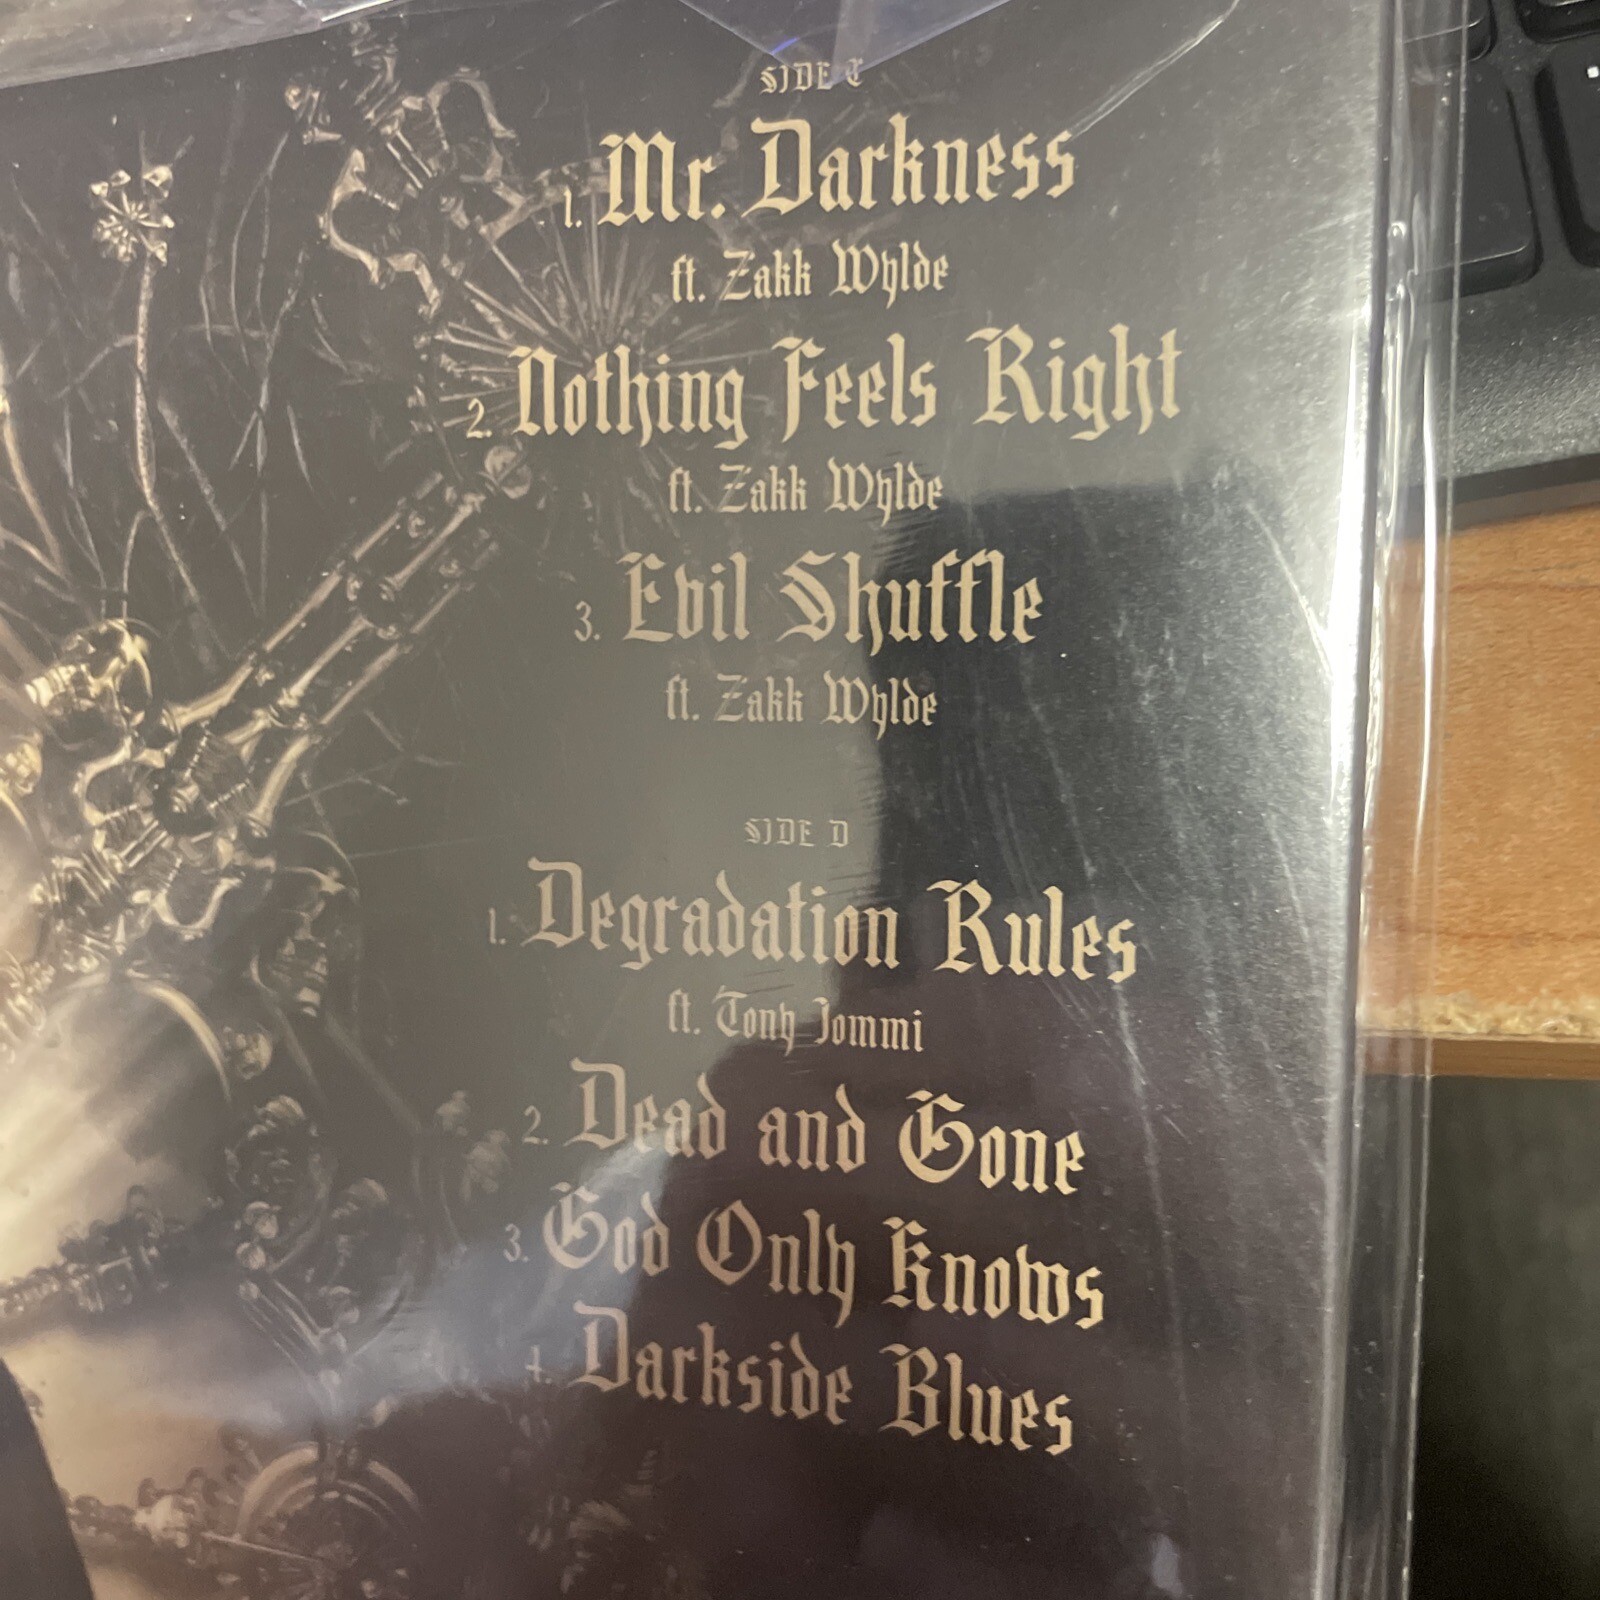 SIDE C
1. Mr. Darkness
ft. Zakk Wylde
2. Nothing Feels Right
ft. Zakk Wylde
3. Evil Shuffle
ft. Zakk Wylde
SIDE D
1. Degradation Rules
ft. Tony Iommi
2. Dead and Gone
3. God Only Knows
4. Darkside Blues